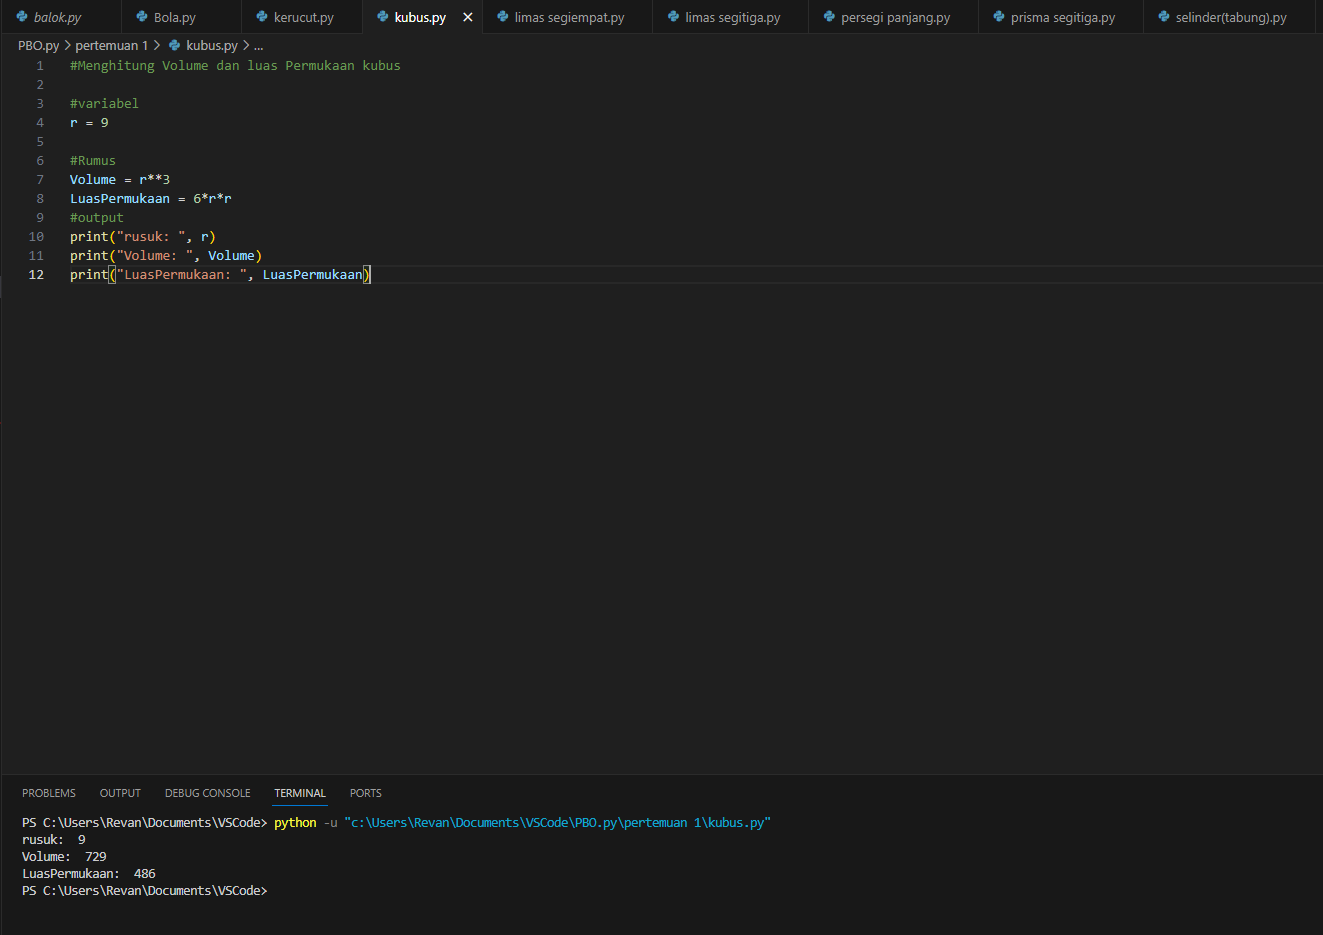 balok.py Bola.py kerucut.py kubus.py limas segiempat.py limas segitiga.py persegi panjang.py prisma segitiga.py selinder(tabung).py
PBO.py > pertemuan 1 > kubus.py > ...
1 #Menghitung Volume dan luas Permukaan kubus
2
3 #variabel
4 r = 9
5
6 #Rumus
7 Volume = r**3
8 LuasPermukaan = 6*r*r
9 #output
10 print("rusuk: ", r)
11 print("Volume: ", Volume)
12 print("LuasPermukaan: ", LuasPermukaan)
PROBLEMS OUTPUT DEBUG CONSOLE TERMINAL PORTS
PS C:\Users\Revan\Documents\VSCode> python -u "c:\Users\Revan\Documents\VSCode\PBO.py\pertemuan 1\kubus.py"
rusuk:  9
Volume:  729
LuasPermukaan:  486
PS C:\Users\Revan\Documents\VSCode>